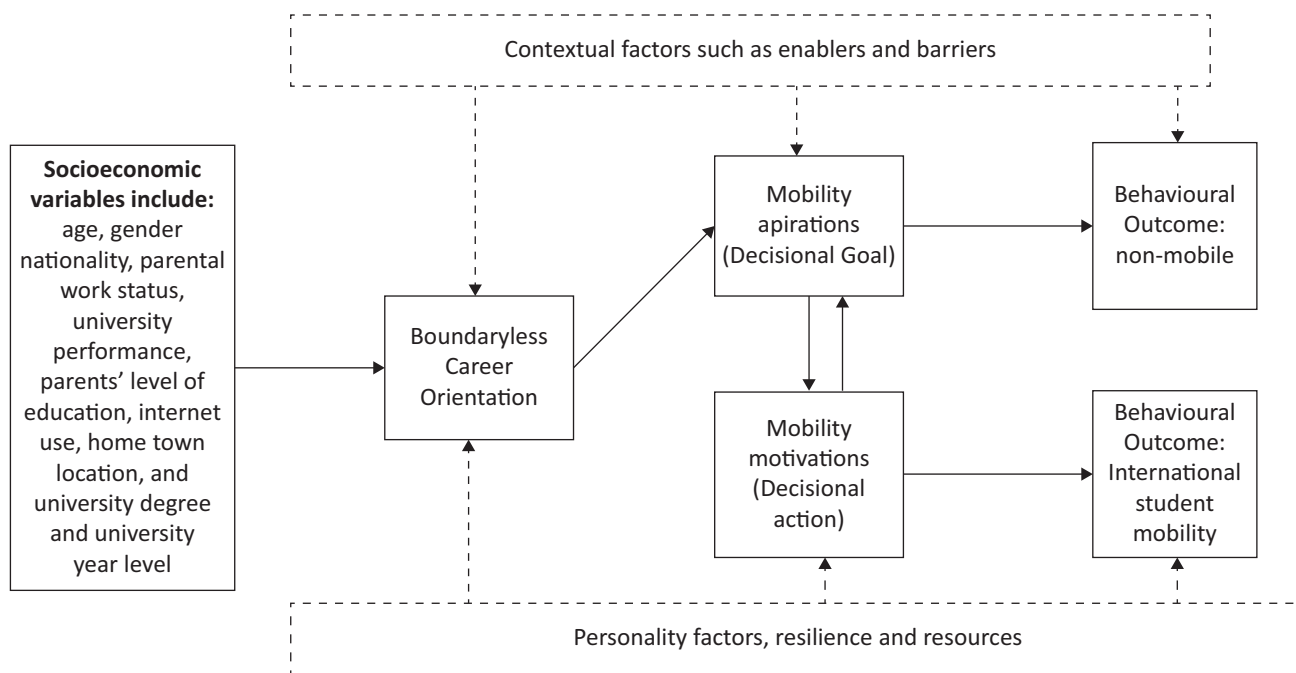 Contextual factors such as enablers and barriers
Socioeconomic
variables include:
age, gender
nationality, parental
work status,
university
performance,
parents’ level of
education, internet
use, home town
location, and
university degree
and university
year level
Boundaryless
Career
Orientation
Mobility
apirations
(Decisional Goal)
Behavioural
Outcome:
non-mobile
Mobility
motivations
(Decisional
action)
Behavioural
Outcome:
International
student
mobility
Personality factors, resilience and resources